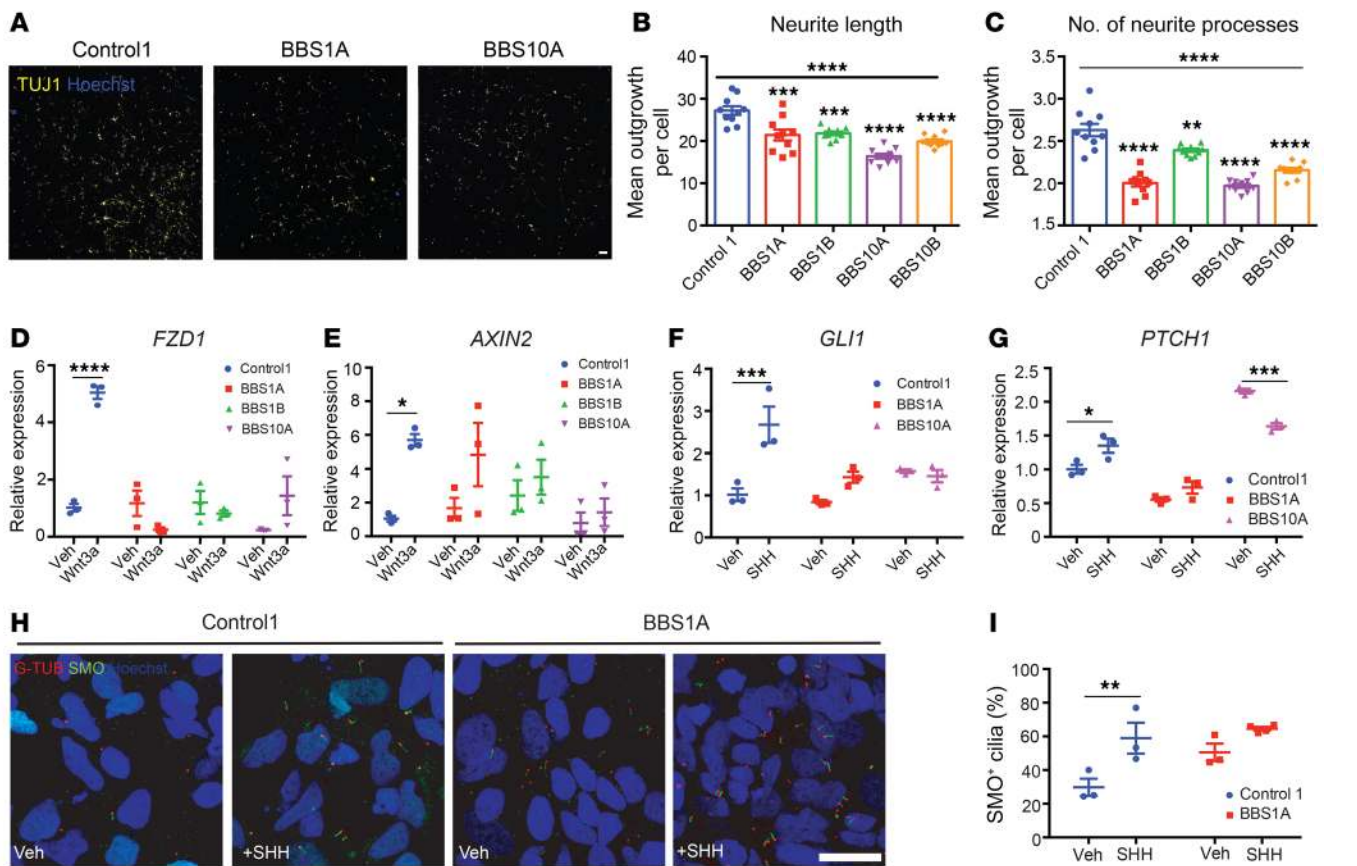 A
Control1
BBS1A
BBS10A
TUJ1 Hoechst
B
Neurite length
Mean outgrowth
per cell
40
30
20
10
0
****
***
***
****
****
Control 1
BBS1A
BBS1B
BBS10A
BBS10B
C
No. of neurite processes
Mean outgrowth
per cell
3.5
3.0
2.5
2.0
1.5
****
****
**
****
****
Control 1
BBS1A
BBS1B
BBS10A
BBS10B
D
FZD1
Relative expression
6
4
2
0
****
Control1
BBS1A
BBS1B
BBS10A
Veh
Wnt3a
Veh
Wnt3a
Veh
Wnt3a
Veh
Wnt3a
E
AXIN2
Relative expression
10
8
6
4
2
0
*
Control1
BBS1A
BBS1B
BBS10A
Veh
Wnt3a
Veh
Wnt3a
Veh
Wnt3a
Veh
Wnt3a
F
GLI1
Relative expression
4
3
2
1
0
***
Control1
BBS1A
BBS10A
Veh
SHH
Veh
SHH
Veh
SHH
G
PTCH1
Relative expression
2.5
2.0
1.5
1.0
0.5
0
*
***
Control1
BBS1A
BBS10A
Veh
SHH
Veh
SHH
Veh
SHH
H
Control1
BBS1A
G-TUB SMO Hoechst
Veh
+SHH
Veh
+SHH
I
SMO⁺ cilia (%)
100
80
60
40
20
0
**
Control 1
BBS1A
Veh
SHH
Veh
SHH